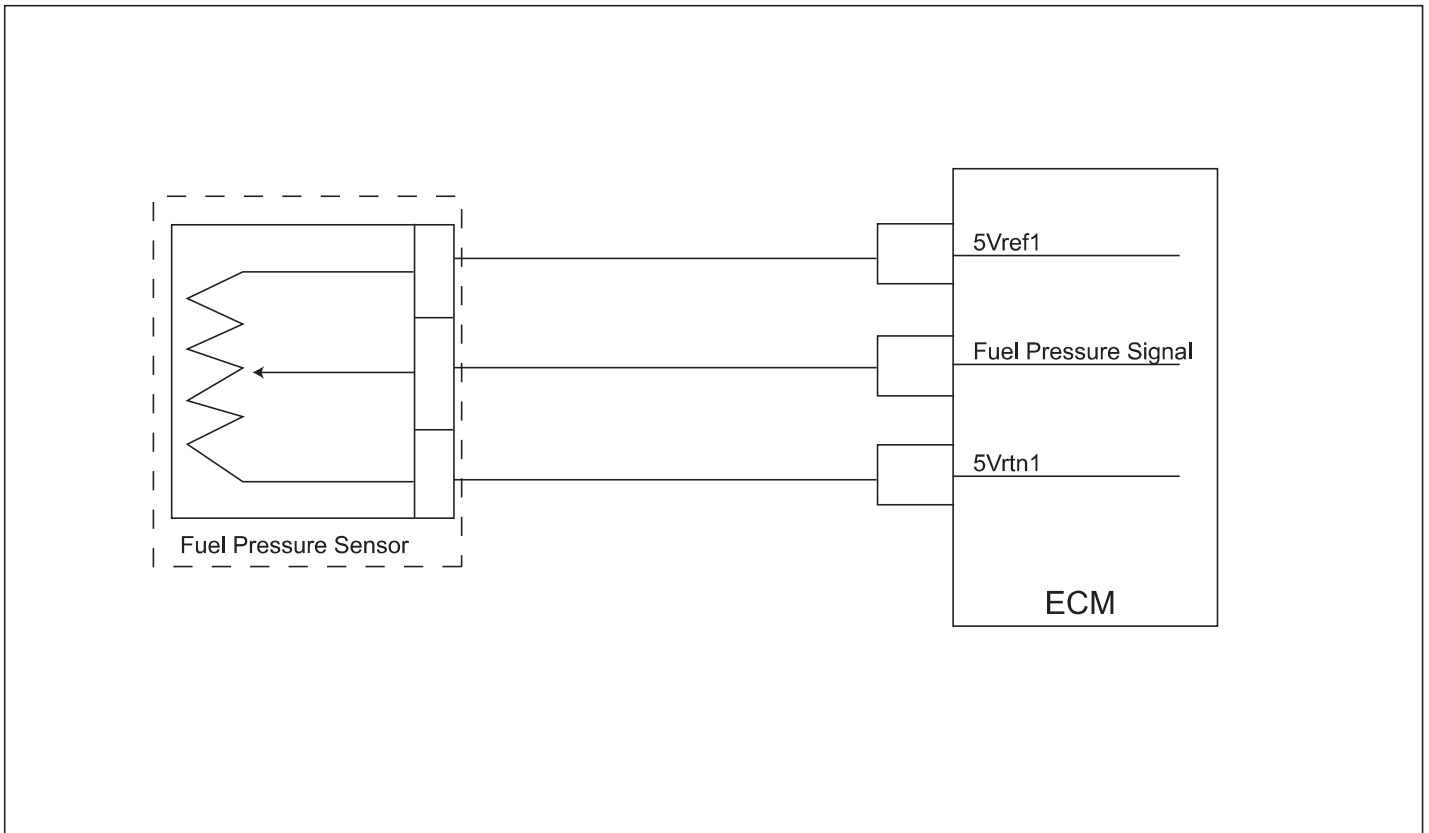 5Vref1
Fuel Pressure Signal
5Vrtn1
Fuel Pressure Sensor
ECM